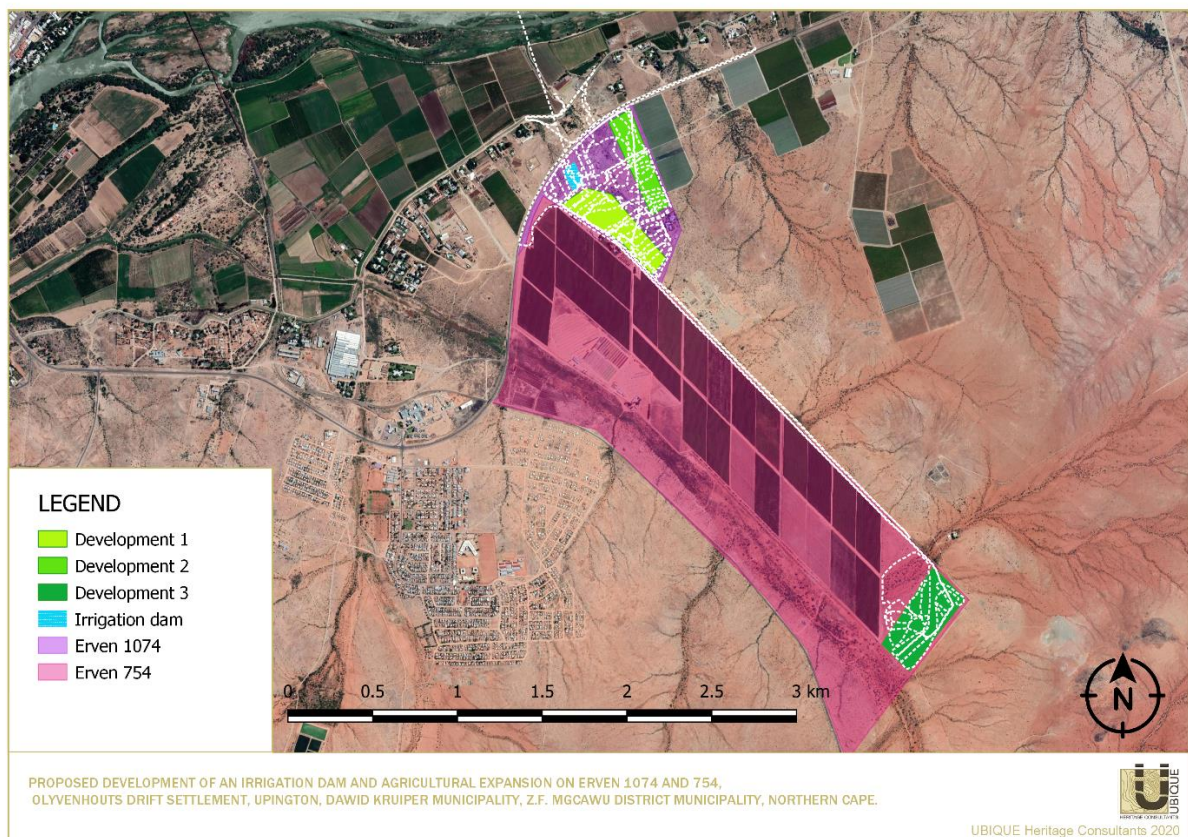 LEGEND
Development 1
Development 2
Development 3
Irrigation dam
Erven 1074
Erven 754
0 0.5 1 1.5 2 2.5 3 km
N
PROPOSED DEVELOPMENT OF AN IRRIGATION DAM AND AGRICULTURAL EXPANSION ON ERVEN 1074 AND 754,
OLYVENHOUTS DRIFT SETTLEMENT, UPINGTON, DAWID KRUIPER MUNICIPALITY, Z.F. MGCAWU DISTRICT MUNICIPALITY, NORTHERN CAPE.
Ü
UBIQUE
HERITAGE CONSULTANTS
UBIQUE Heritage Consultants 2020